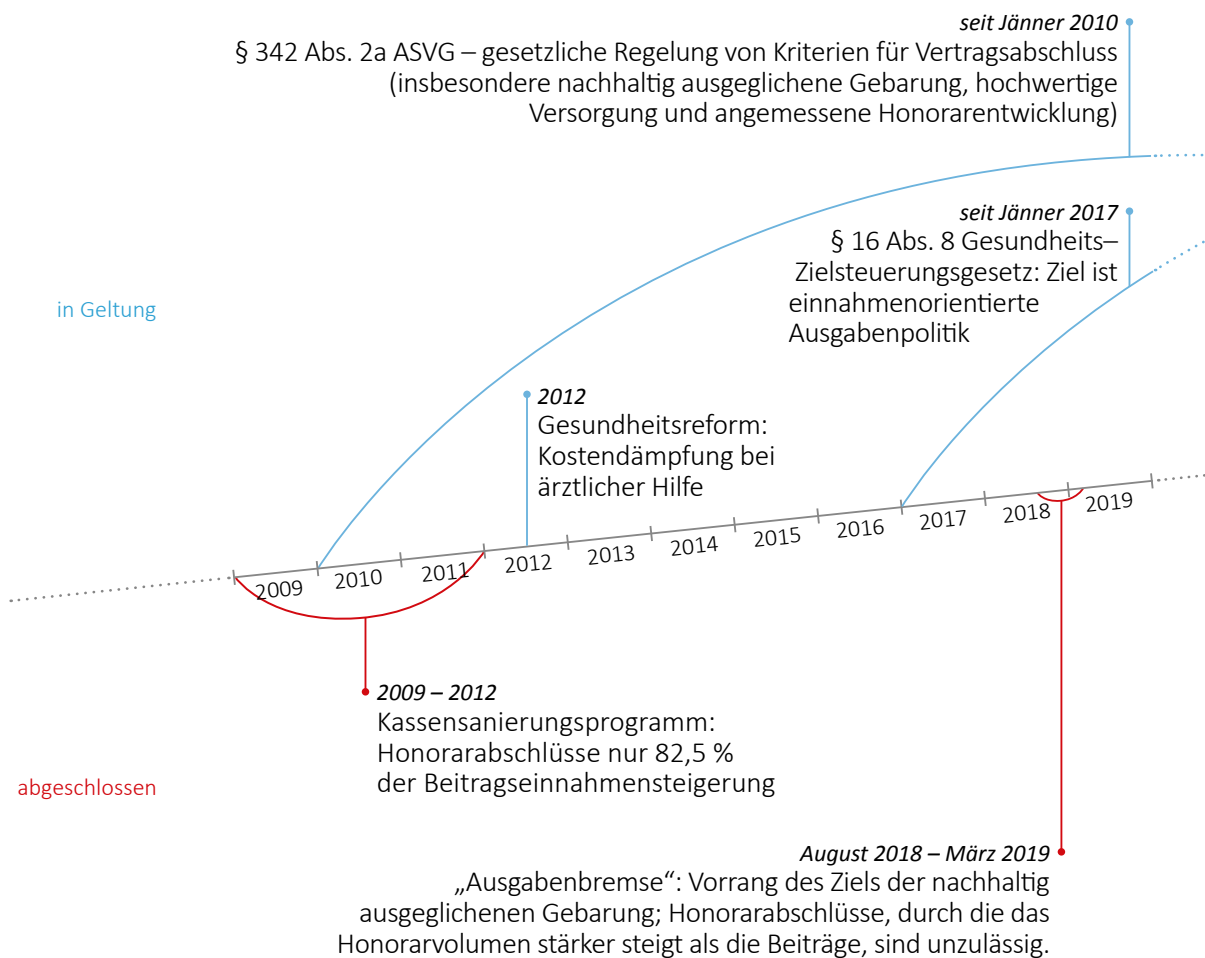 seit Jänner 2010
§ 342 Abs. 2a ASVG – gesetzliche Regelung von Kriterien für Vertragsabschluss
(insbesondere nachhaltig ausgeglichene Gebarung, hochwertige
Versorgung und angemessene Honorarentwicklung)
seit Jänner 2017
§ 16 Abs. 8 Gesundheits–
Zielsteuerungsgesetz: Ziel ist
einnahmenorientierte
Ausgabenpolitik
in Geltung
2012
Gesundheitsreform:
Kostendämpfung bei
ärztlicher Hilfe
2009 2010 2011 2012 2013 2014 2015 2016 2017 2018 2019
2009 – 2012
Kassensanierungsprogramm:
Honorarabschlüsse nur 82,5 %
der Beitragseinnahmensteigerung
abgeschlossen
August 2018 – März 2019
„Ausgabenbremse“: Vorrang des Ziels der nachhaltig
ausgeglichenen Gebarung; Honorarabschlüsse, durch die das
Honorarvolumen stärker steigt als die Beiträge, sind unzulässig.